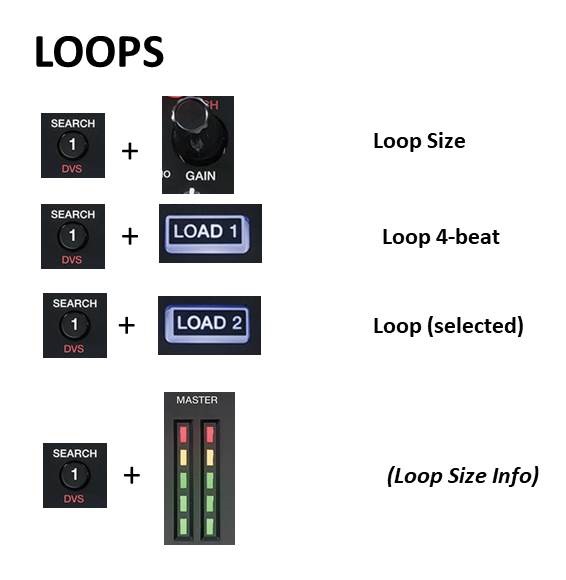 LOOPS
SEARCH
1
DVS
+
GAIN
Loop Size
SEARCH
1
DVS
+
LOAD 1
Loop 4-beat
SEARCH
1
DVS
+
LOAD 2
Loop (selected)
MASTER
SEARCH
1
DVS
+
(Loop Size Info)